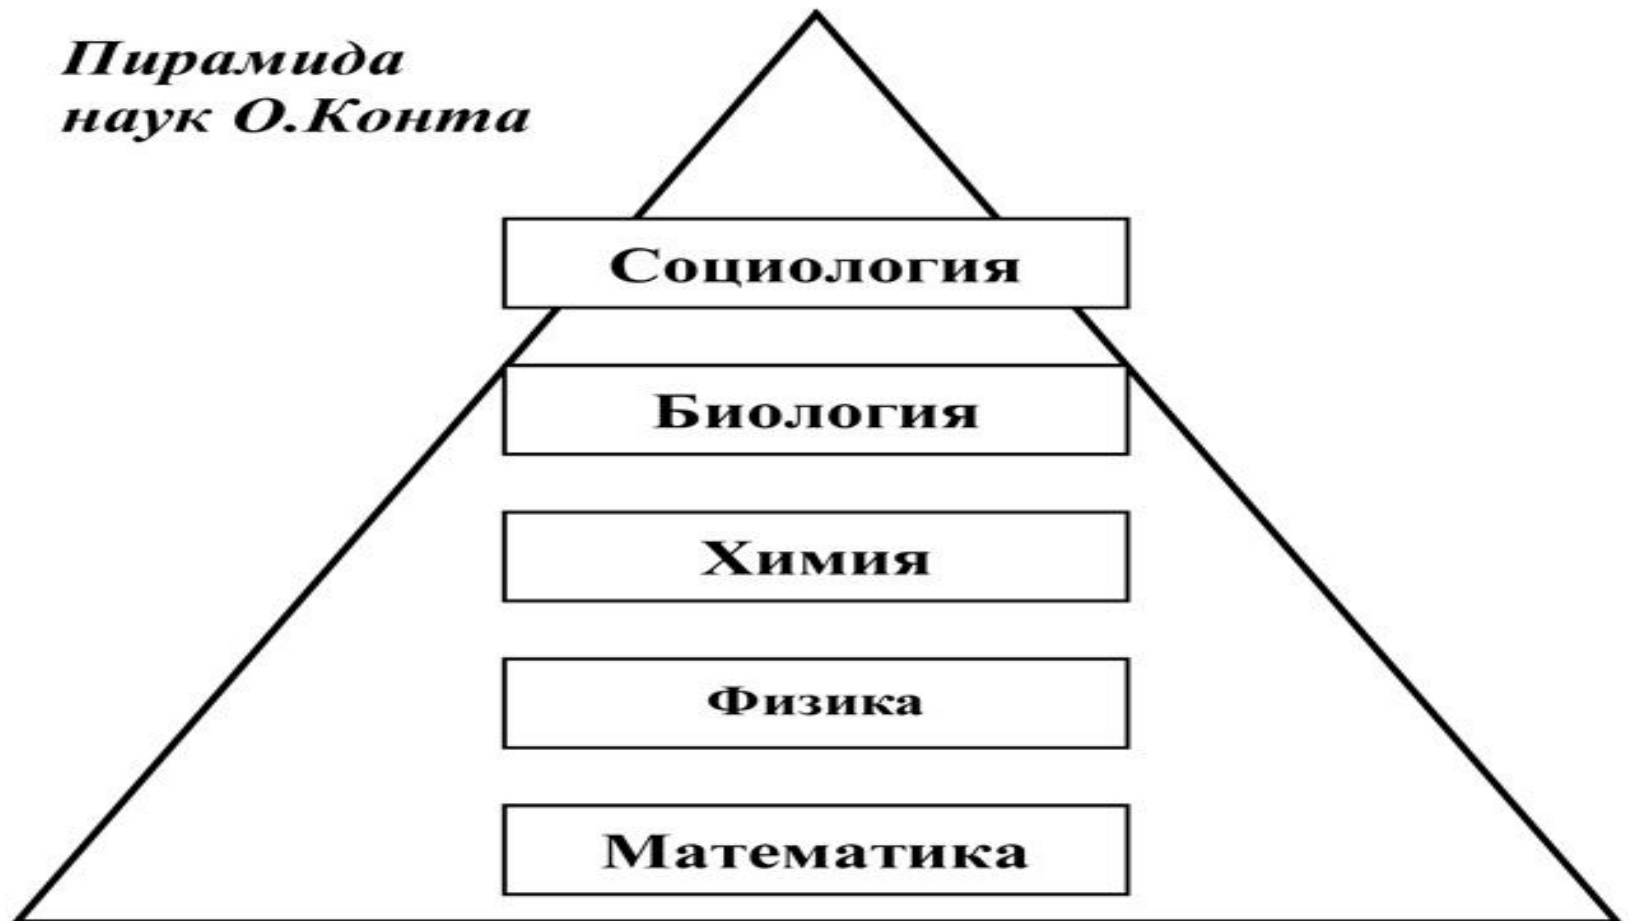 Пирамида
наук О.Конта
Социология
Биология
Химия
Физика
Математика